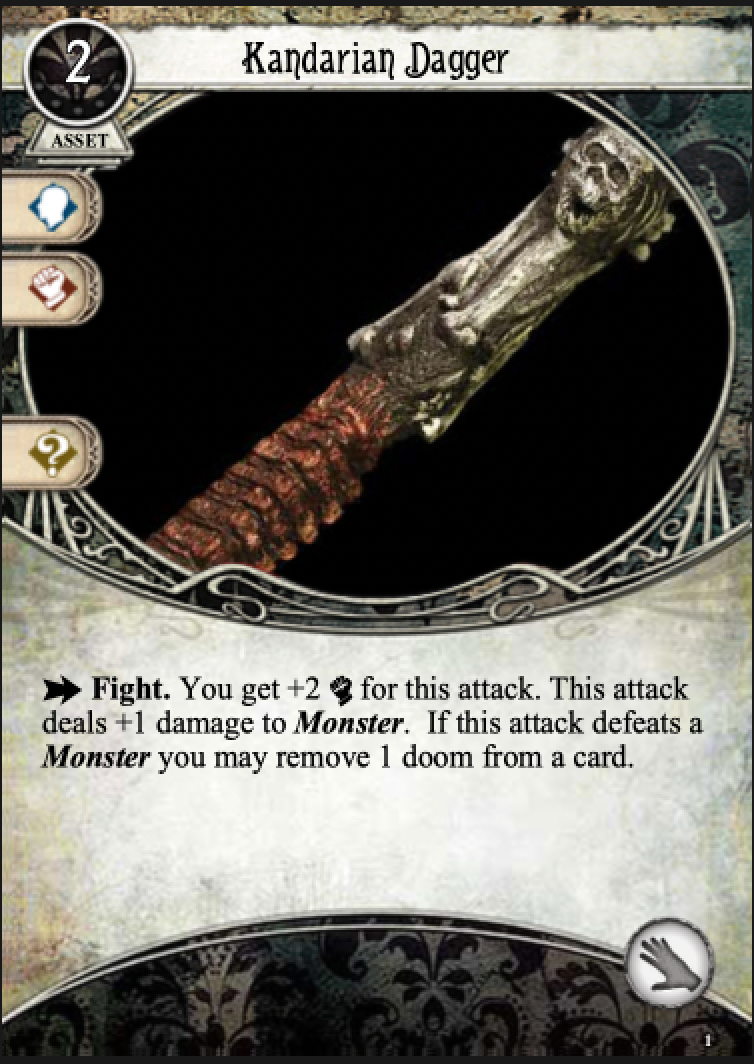 2
Kandarian Dagger
ASSET
?
Fight. You get +2 for this attack. This attack
deals +1 damage to Monster. If this attack defeats a
Monster you may remove 1 doom from a card.
1